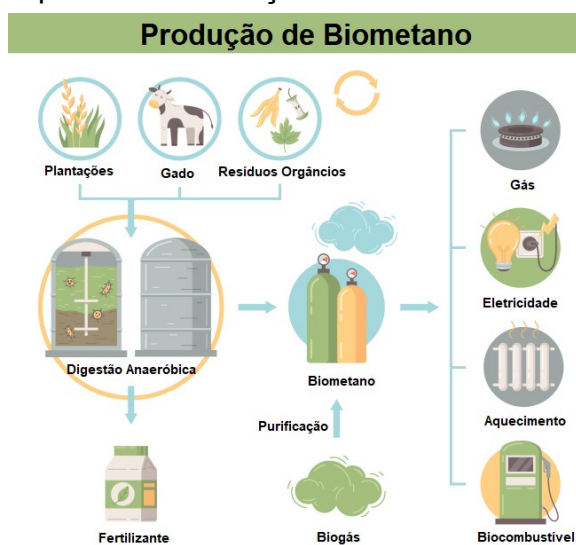 Produção de Biometano
Plantações
Gado
Resíduos Orgâncios
Gás
Eletricidade
Digestão Anaeróbica
Biometano
Aquecimento
Purificação
Fertilizante
Biogás
Biocombustível